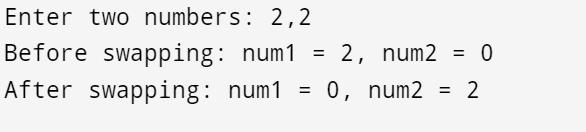 Enter two numbers: 2,2
Before swapping: num1 = 2, num2 = 0
After swapping: num1 = 0, num2 = 2